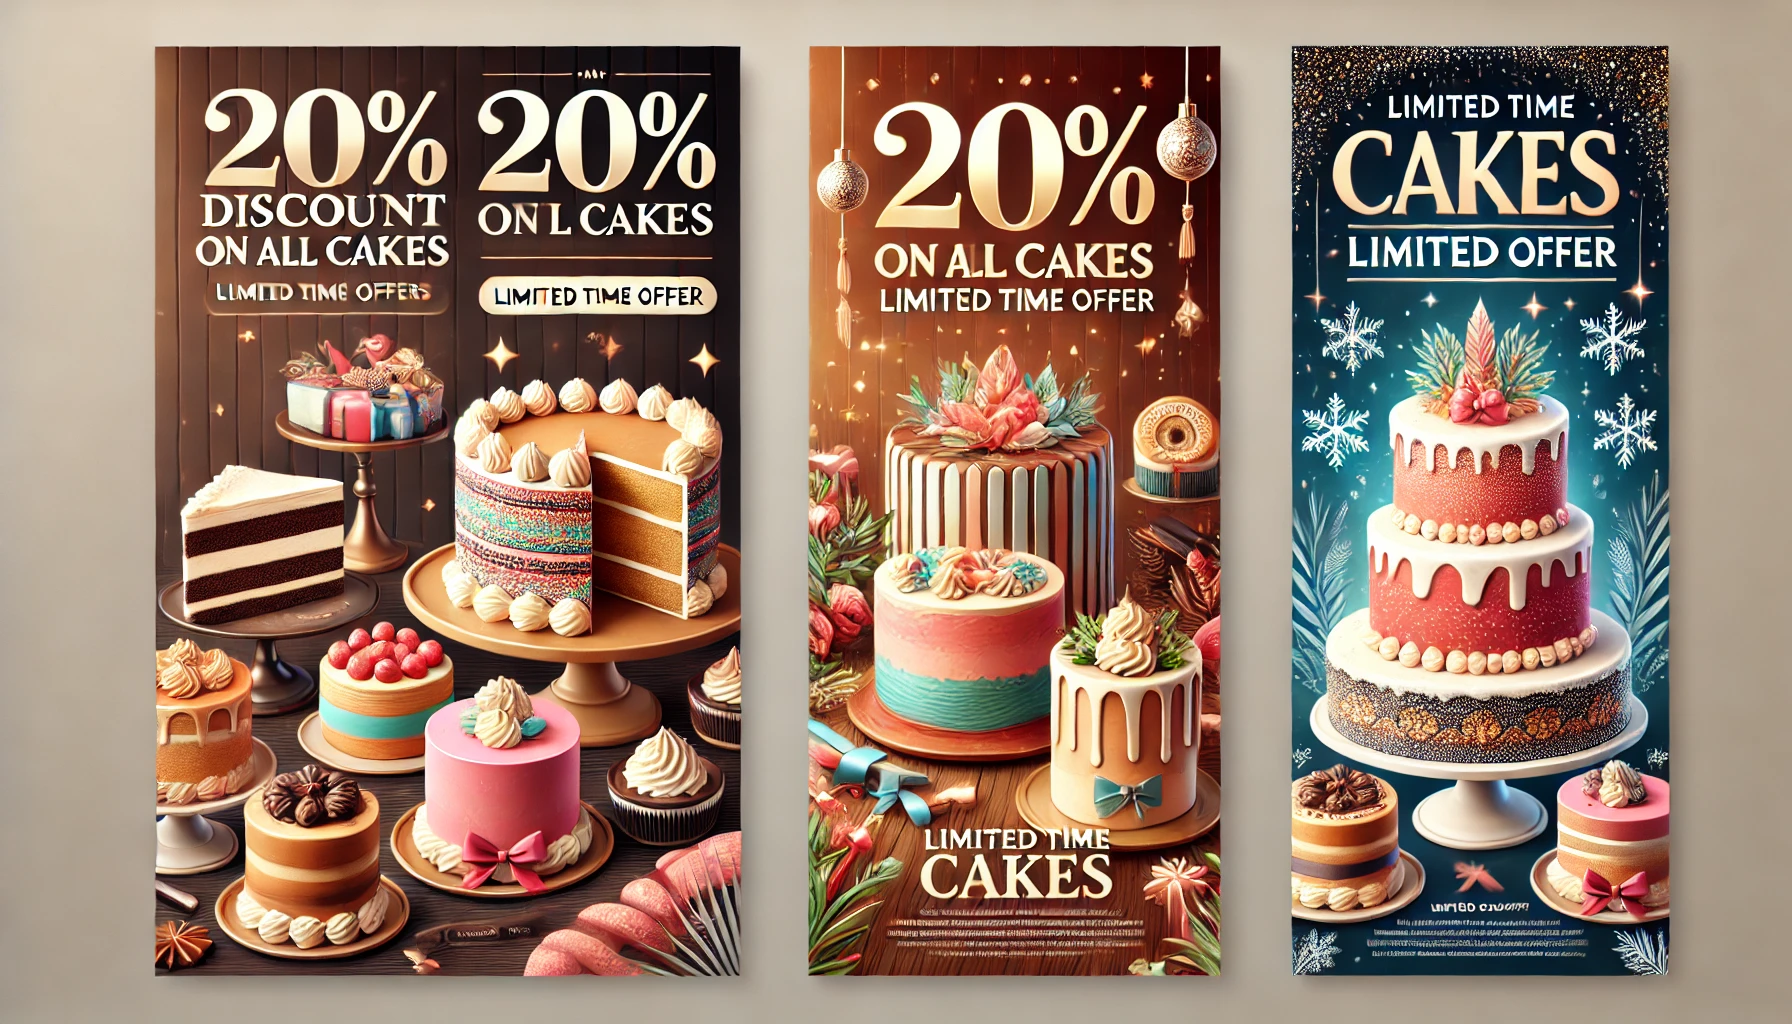 20%
DISCOUNT
ON ALL CAKES
LIMITED TIME OFFER
20%
ON L CAKES
LIMITED TIME OFFER
20%
ON ALL CAKES
LIMITED TIME OFFER
LIMITED TIME
CAKES
LIMITED TIME
CAKES
LIMITED OFFER